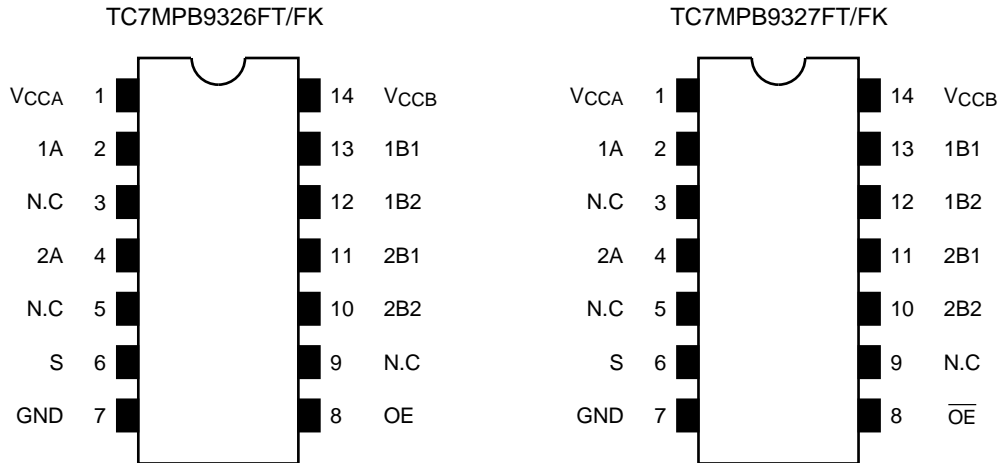 TC7MPB9326FT/FK
VCCA 1 14 VCCB
1A 2 13 1B1
N.C 3 12 1B2
2A 4 11 2B1
N.C 5 10 2B2
S 6 9 N.C
GND 7 8 OE
TC7MPB9327FT/FK
VCCA 1 14 VCCB
1A 2 13 1B1
N.C 3 12 1B2
2A 4 11 2B1
N.C 5 10 2B2
S 6 9 N.C
GND 7 8 O̅E̅